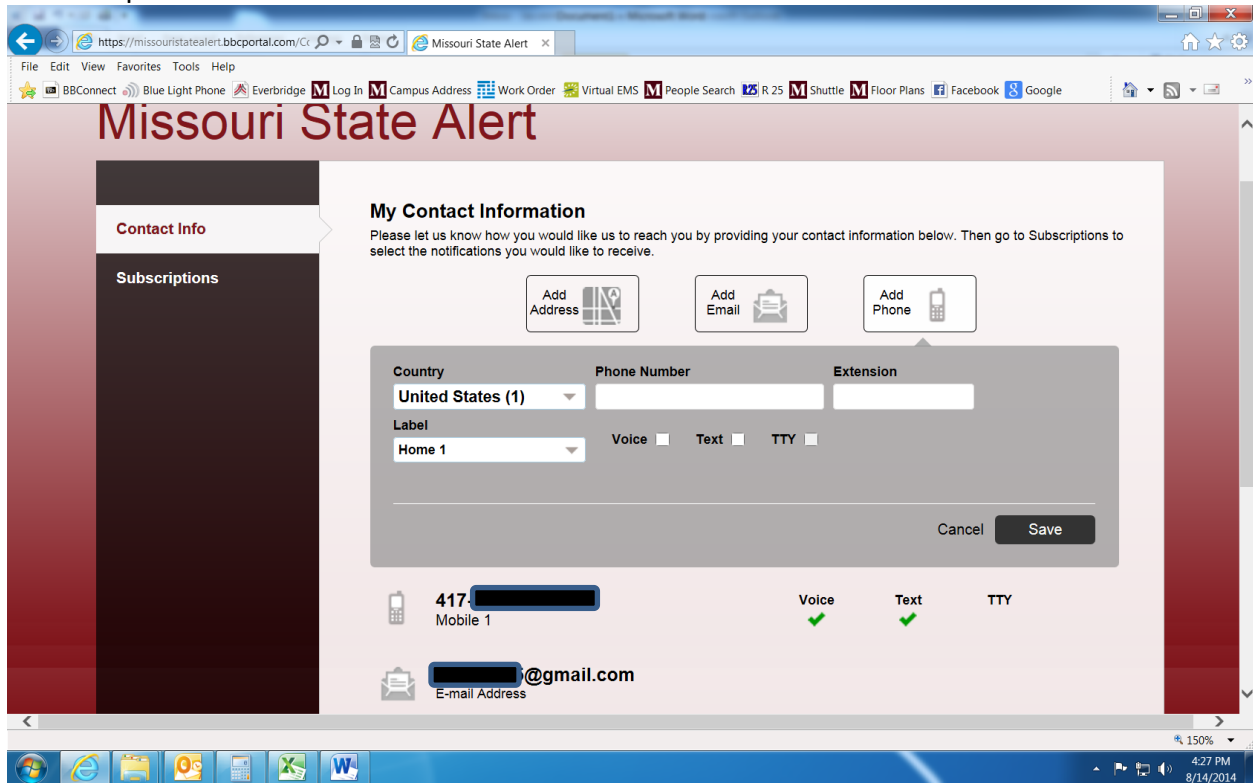 https://missouristatealert.bbcportal.com/Co
Missouri State Alert
File Edit View Favorites Tools Help
BBConnect Blue Light Phone Everbridge Log In Campus Address Work Order Virtual EMS People Search R 25 Shuttle Floor Plans Facebook Google
Missouri State Alert
Contact Info
Subscriptions
My Contact Information
Please let us know how you would like us to reach you by providing your contact information below. Then go to Subscriptions to
select the notifications you would like to receive.
Add
Address
Add
Email
Add
Phone
Country Phone Number Extension
United States (1)
Label
Home 1
Voice Text TTY
Cancel Save
417-
Mobile 1
Voice Text TTY
@gmail.com
E-mail Address
150%
4:27 PM
8/14/2014